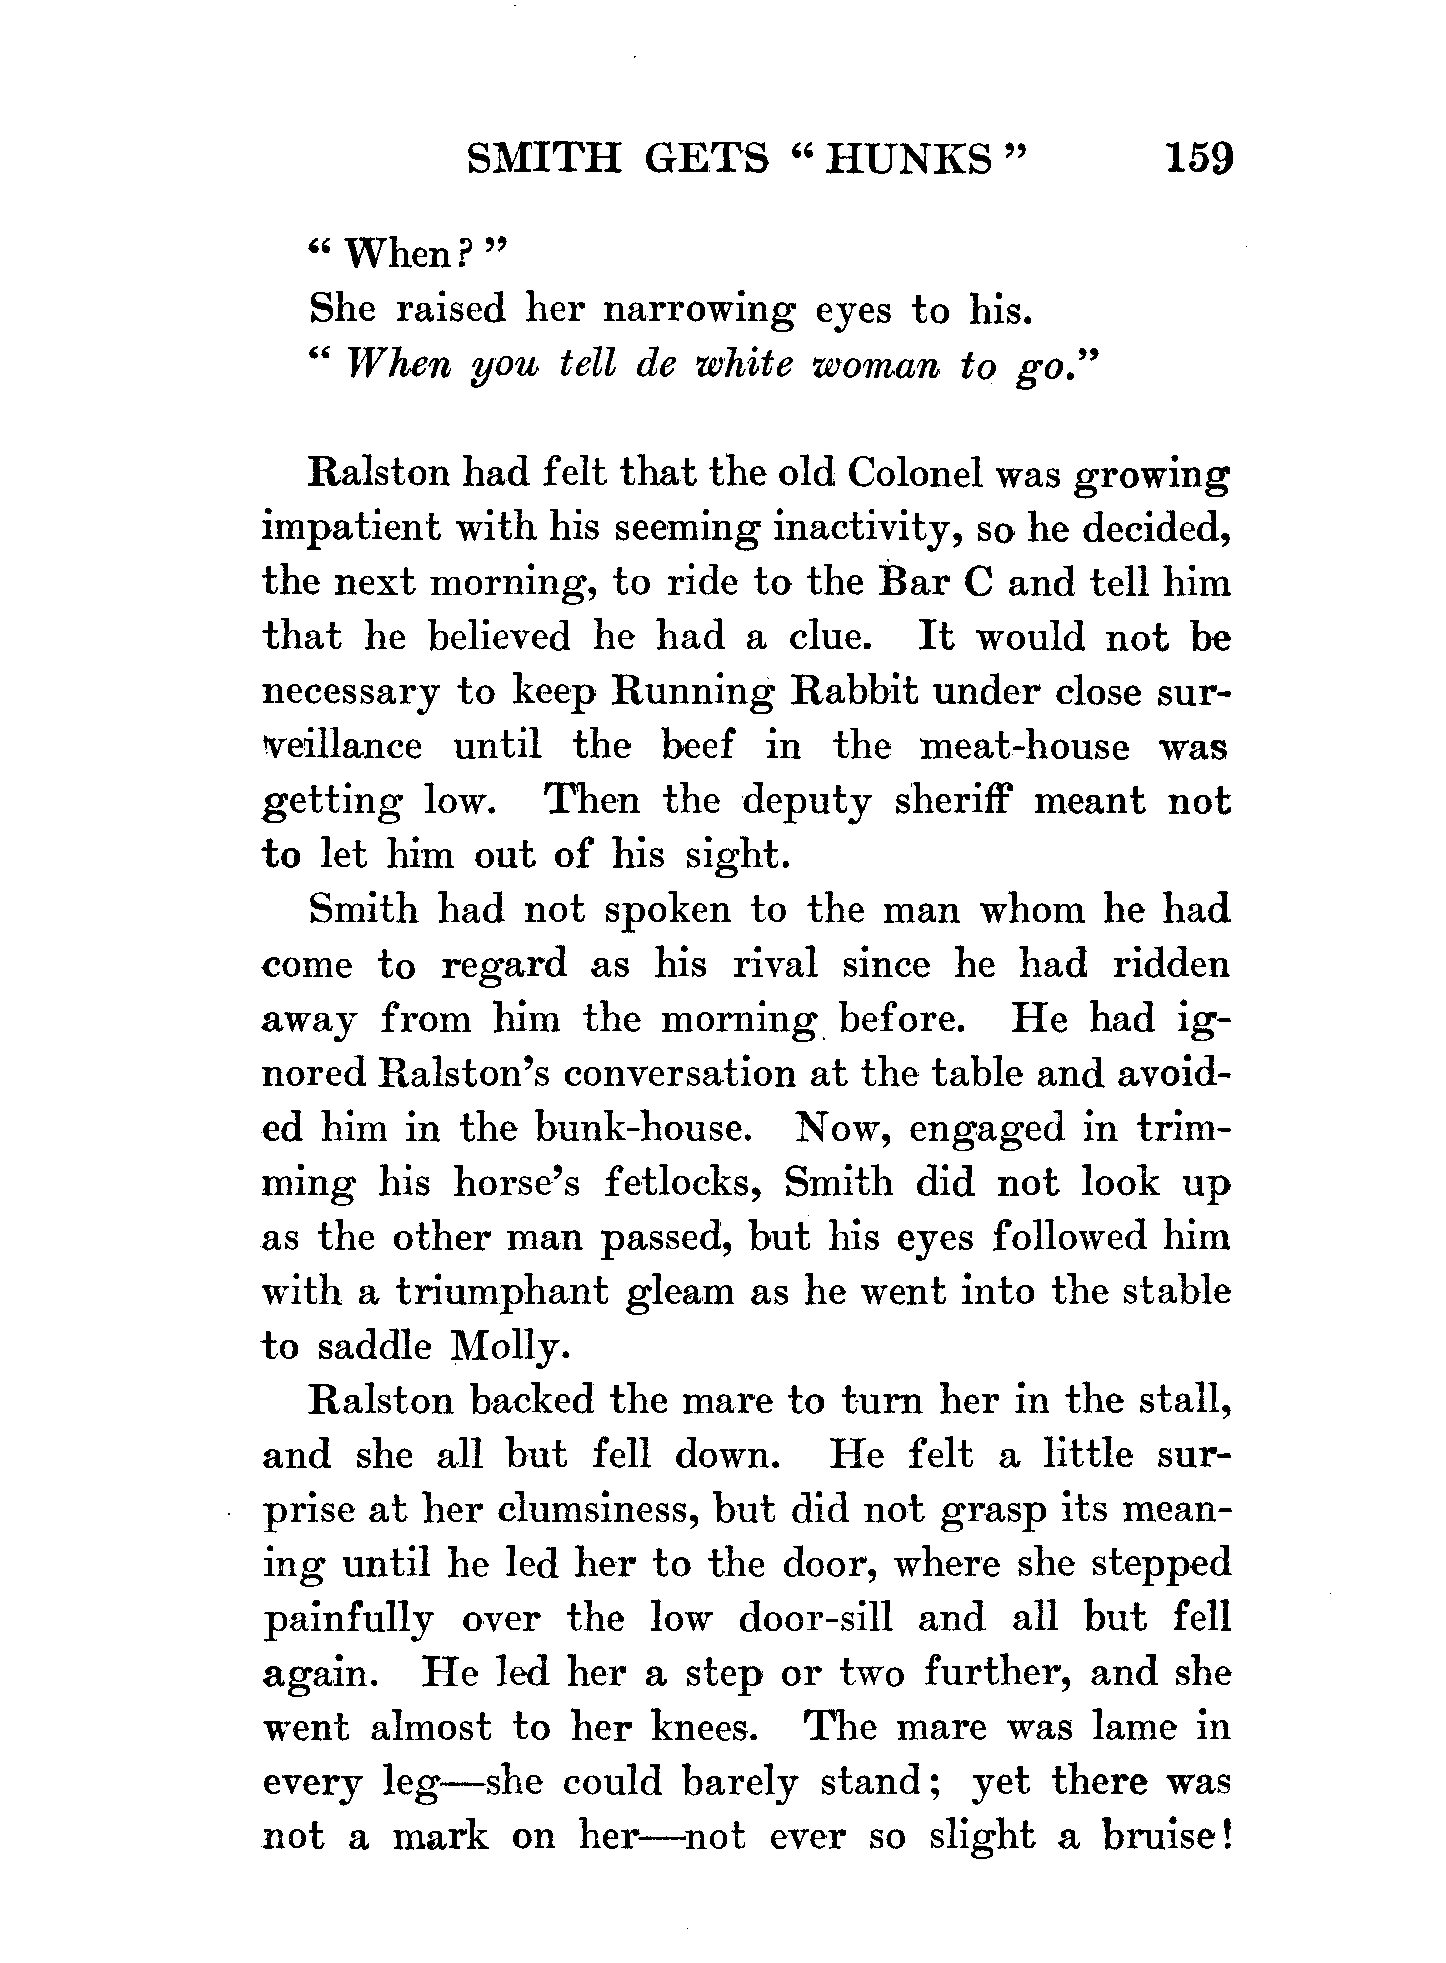 SMITH GETS “ HUNKS ” 159
“ When? ”
She raised her narrowing eyes to his.
“ When you tell de white woman to go.”
Ralston had felt that the old Colonel was growing
impatient with his seeming inactivity, so he decided,
the next morning, to ride to the Bar C and tell him
that he believed he had a clue. It would not be
necessary to keep Running Rabbit under close sur-
veillance until the beef in the meat-house was
getting low. Then the deputy sheriff meant not
to let him out of his sight.
Smith had not spoken to the man whom he had
come to regard as his rival since he had ridden
away from him the morning before. He had ig-
nored Ralston’s conversation at the table and avoid-
ed him in the bunk-house. Now, engaged in trim-
ming his horse’s fetlocks, Smith did not look up
as the other man passed, but his eyes followed him
with a triumphant gleam as he went into the stable
to saddle Molly.
Ralston backed the mare to turn her in the stall,
and she all but fell down. He felt a little sur-
prise at her clumsiness, but did not grasp its mean-
ing until he led her to the door, where she stepped
painfully over the low door-sill and all but fell
again. He led her a step or two further, and she
went almost to her knees. The mare was lame in
every leg—she could barely stand; yet there was
not a mark on her—not ever so slight a bruise!